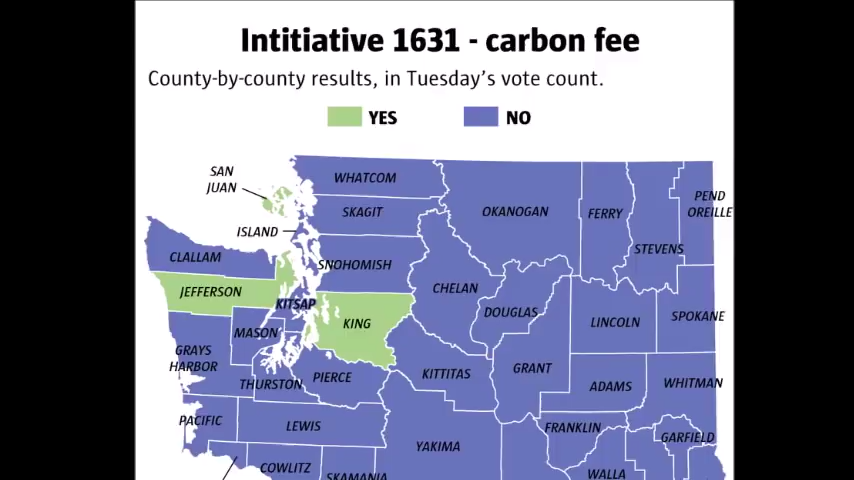 Intitiative 1631 - carbon fee
County-by-county results, in Tuesday's vote count.
YES NO
SAN
JUAN
WHATCOM
PEND
OREILLE
SKAGIT
OKANOGAN
FERRY
ISLAND
STEVENS
CLALLAM
SNOHOMISH
JEFFERSON
CHELAN
KITSAP
DOUGLAS
SPOKANE
KING
LINCOLN
MASON
GRAYS
HARBOR
GRANT
KITTITAS
THURSTON
PIERCE
ADAMS
WHITMAN
PACIFIC
LEWIS
FRANKLIN
GARFIELD
YAKIMA
COWLITZ
SKAMANIA
WALLA